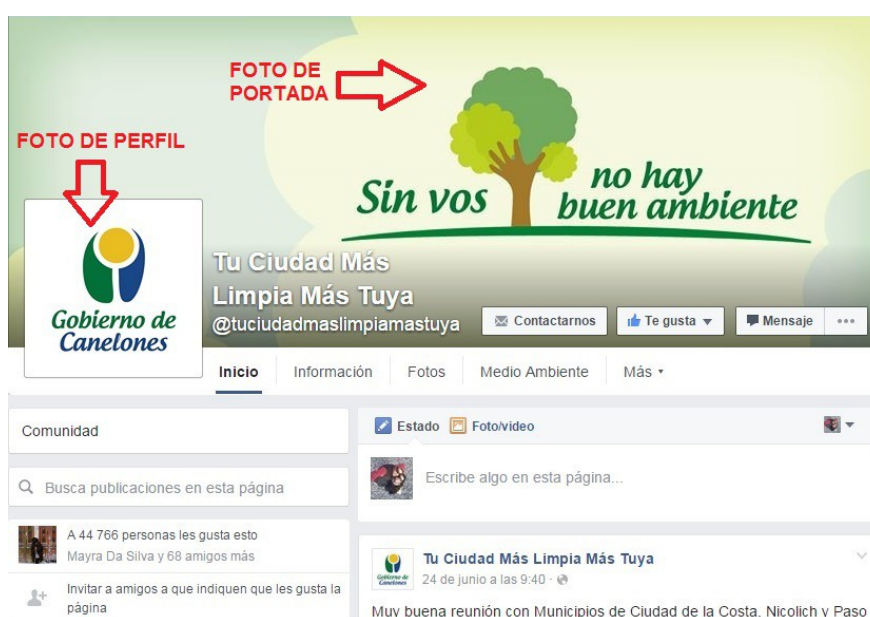 FOTO DE
PORTADA
FOTO DE PERFIL
Sin vos
no hay
buen ambiente
Gobierno de
Canelones
Tu Ciudad Más
Limpia Más Tuya
@tuciudadmaslimpiamastuya
Contactarnos
Te gusta
Mensaje
Inicio
Información
Fotos
Medio Ambiente
Más
Comunidad
Busca publicaciones en esta página
A 44 766 personas les gusta esto
Mayra Da Silva y 68 amigos más
Invitar a amigos a que indiquen que les gusta la
página
Estado
Foto/video
Escribe algo en esta página...
Gobierno de
Canelones
Tu Ciudad Más Limpia Más Tuya
24 de junio a las 9:40 ·
Muy buena reunión con Municipios de Ciudad de la Costa, Nicolich y Paso